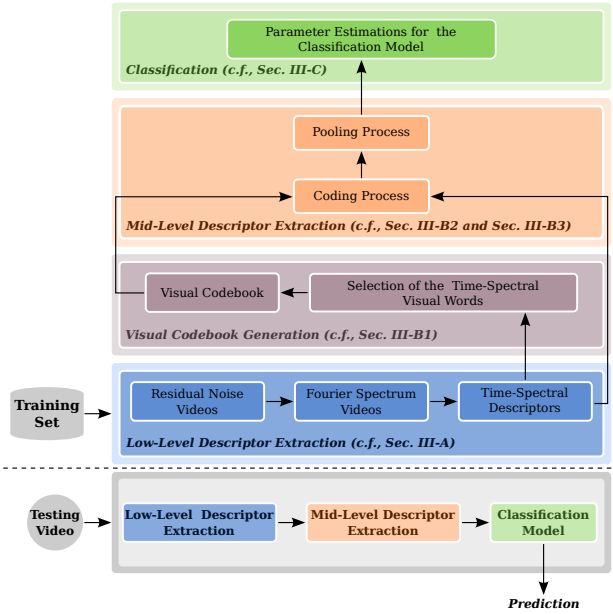 Parameter Estimations for the
Classification Model
Classification (c.f., Sec. III-C)
Pooling Process
Coding Process
Mid-Level Descriptor Extraction (c.f., Sec. III-B2 and Sec. III-B3)
Visual Codebook
Selection of the Time-Spectral
Visual Words
Visual Codebook Generation (c.f., Sec. III-B1)
Training
Set
Residual Noise
Videos
Fourier Spectrum
Videos
Time-Spectral
Descriptors
Low-Level Descriptor Extraction (c.f., Sec. III-A)
Testing
Video
Low-Level Descriptor
Extraction
Mid-Level Descriptor
Extraction
Classification
Model
Prediction